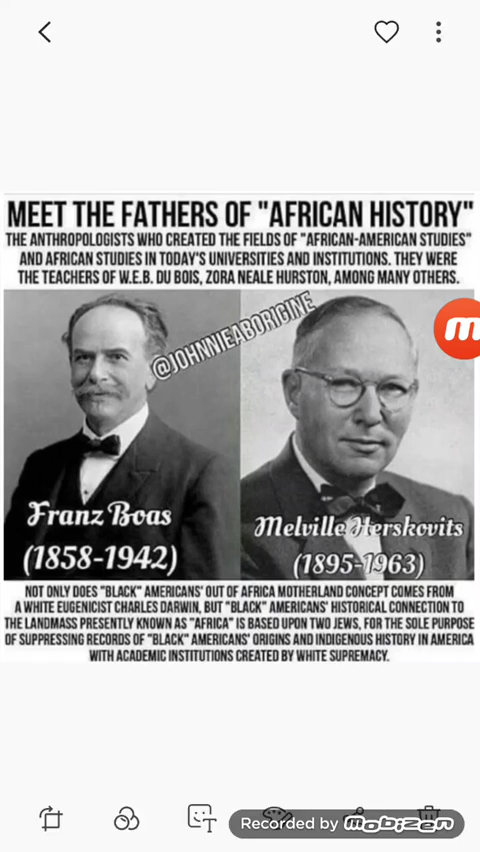 MEET THE FATHERS OF "AFRICAN HISTORY"
THE ANTHROPOLOGISTS WHO CREATED THE FIELDS OF "AFRICAN-AMERICAN STUDIES"
AND AFRICAN STUDIES IN TODAY'S UNIVERSITIES AND INSTITUTIONS. THEY WERE
THE TEACHERS OF W.E.B. DU BOIS, ZORA NEALE HURSTON, AMONG MANY OTHERS.
@JOHNNIEABORIGINE
m
Franz Boas
(1858-1942)
Melville Herskovits
(1895-1963)
NOT ONLY DOES "BLACK" AMERICANS' OUT OF AFRICA MOTHERLAND CONCEPT COMES FROM
A WHITE EUGENICIST CHARLES DARWIN, BUT "BLACK" AMERICANS' HISTORICAL CONNECTION TO
THE LANDMASS PRESENTLY KNOWN AS "AFRICA" IS BASED UPON TWO JEWS, FOR THE SOLE PURPOSE
OF SUPPRESSING RECORDS OF "BLACK" AMERICANS' ORIGINS AND INDIGENOUS HISTORY IN AMERICA
WITH ACADEMIC INSTITUTIONS CREATED BY WHITE SUPREMACY.
T
Recorded by mobizen